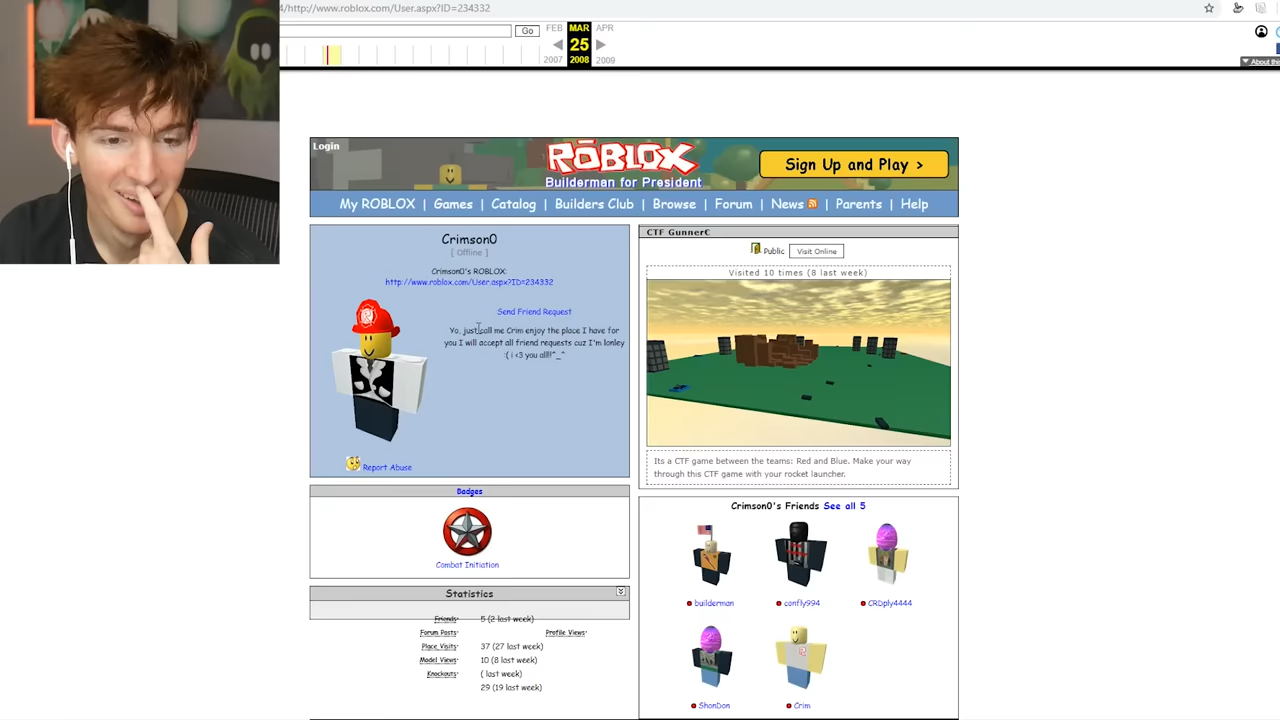 4/http://www.roblox.com/User.aspx?ID=234332
Go
FEB MAR APR
25
2007 2008 2009
About this
Login
ROBLOX
Sign Up and Play >
Builderman for President
My ROBLOX | Games | Catalog | Builders Club | Browse | Forum | News | Parents | Help
Crimson0
[ Offline ]
Crimson0's ROBLOX:
http://www.roblox.com/User.aspx?ID=234332
Send Friend Request
Yo, just call me Crim enjoy the place I have for
you I will accept all friend requests cuz I'm lonley
:( i <3 you all!!^_^
Report Abuse
Badges
Combat Initiation
Statistics
Friends: 5 (2 last week)
Forum Posts: Profile Views:
Place Visits: 37 (27 last week)
Model Views: 10 (8 last week)
Knockouts: ( last week)
29 (19 last week)
CTF Gunner€
Public Visit Online
Visited 10 times (8 last week)
Its a CTF game between the teams: Red and Blue. Make your way
through this CTF game with your rocket launcher.
Crimson0's Friends See all 5
builderman confly994 CRDply4444
ShonDon Crim